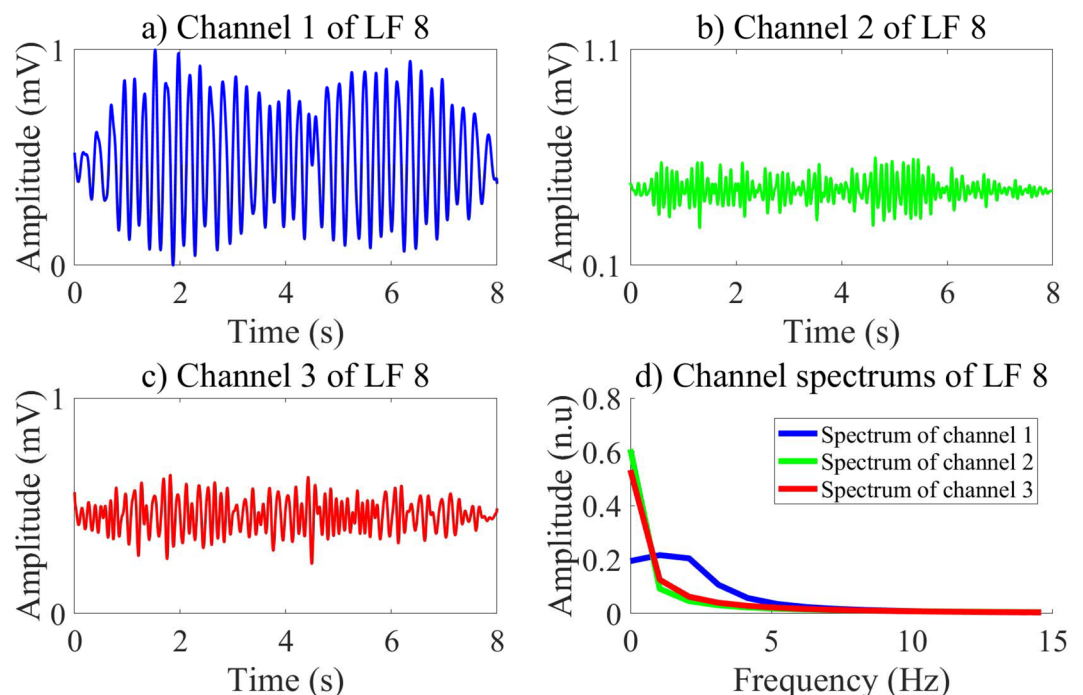 a) Channel 1 of LF 8
Amplitude (mV)
1
0
0 2 4 6 8
Time (s)
b) Channel 2 of LF 8
Amplitude (mV)
1.1
0.1
0 2 4 6 8
Time (s)
c) Channel 3 of LF 8
Amplitude (mV)
1
0
0 2 4 6 8
Time (s)
d) Channel spectrums of LF 8
Amplitude (n.u)
0.8
0.6
0.4
0.2
0
Spectrum of channel 1
Spectrum of channel 2
Spectrum of channel 3
0 5 10 15
Frequency (Hz)